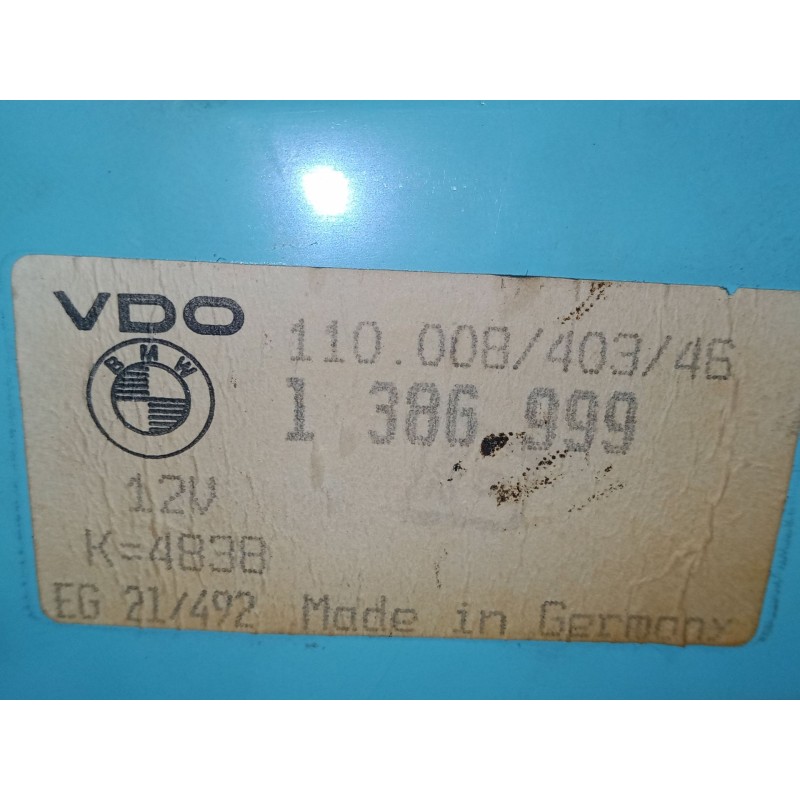 VDO
BMW
110.008/403/46
1 386 999
12V
K=4838
EG 21/492 Made in Germany